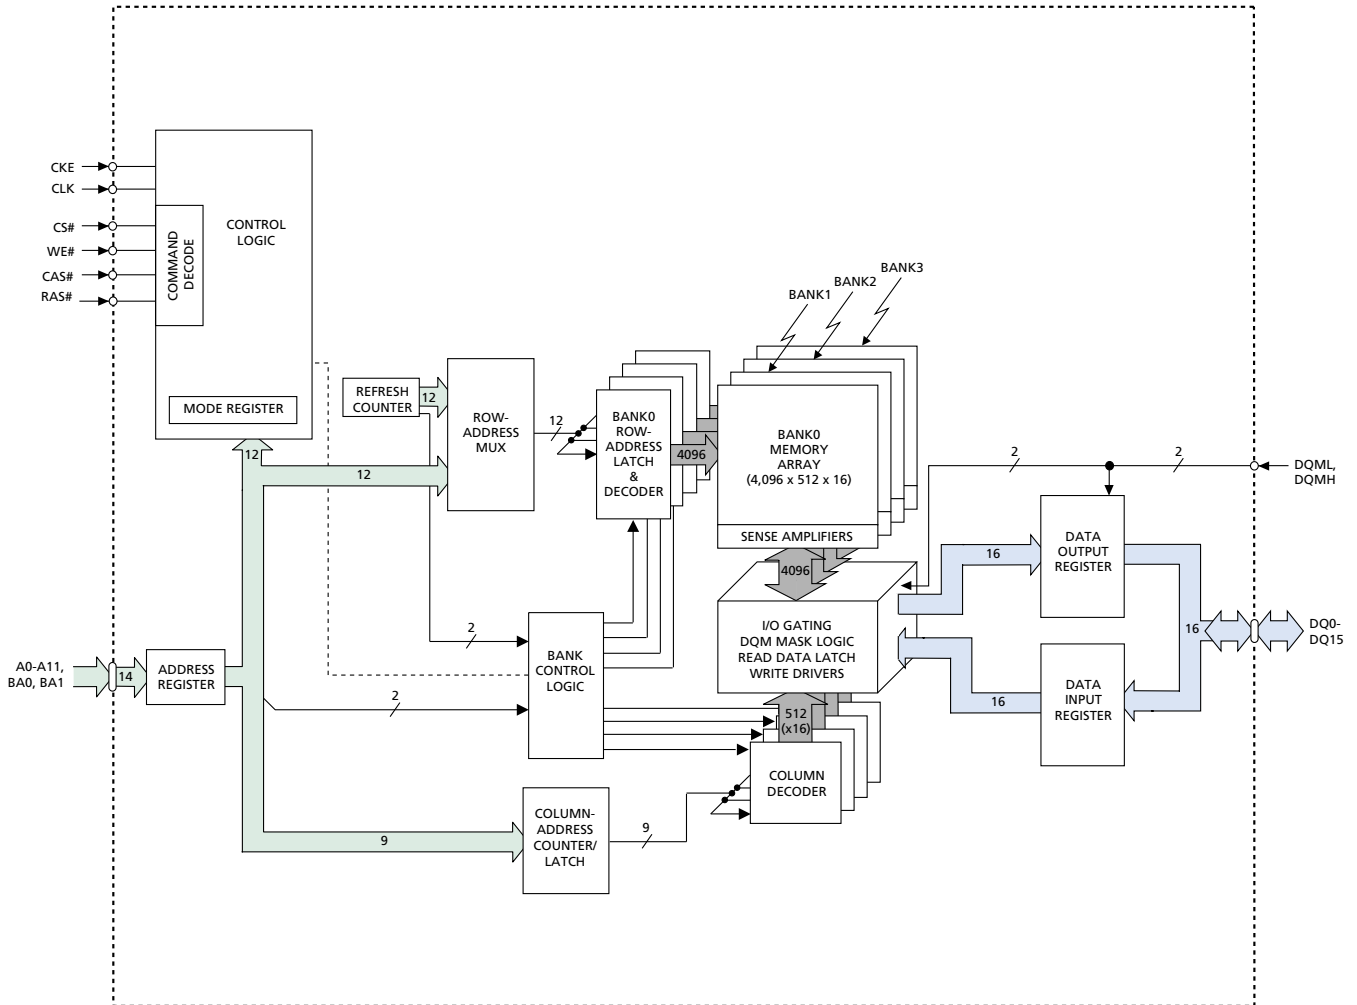 CKE
CLK
CS#
WE#
CAS#
RAS#
COMMAND
DECODE
CONTROL
LOGIC
MODE REGISTER
12
12
REFRESH
COUNTER
12
ROW-
ADDRESS
MUX
12
BANK0
ROW-
ADDRESS
LATCH
&
DECODER
4096
BANK1
BANK2
BANK3
BANK0
MEMORY
ARRAY
(4,096 x 512 x 16)
SENSE AMPLIFIERS
4096
I/O GATING
DQM MASK LOGIC
READ DATA LATCH
WRITE DRIVERS
2
2
DQML,
DQMH
16
DATA
OUTPUT
REGISTER
16
DQ0-
DQ15
16
DATA
INPUT
REGISTER
A0-A11,
BA0, BA1
14
ADDRESS
REGISTER
2
2
BANK
CONTROL
LOGIC
512
(x16)
COLUMN
DECODER
9
COLUMN-
ADDRESS
COUNTER/
LATCH
9